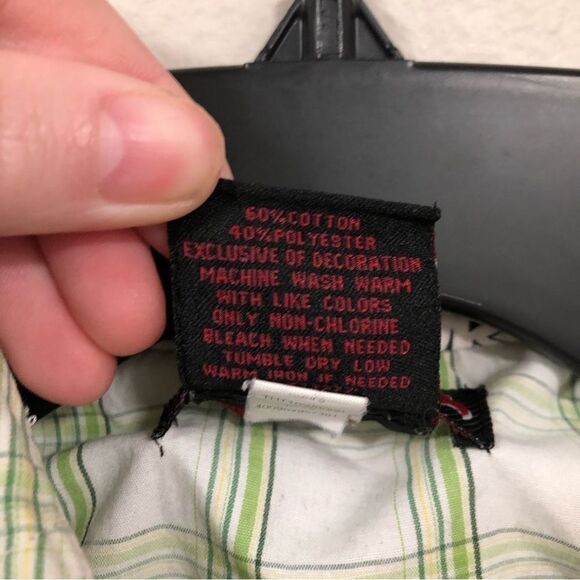 60%COTTON
40%POLYESTER
EXCLUSIVE OF DECORATION
MACHINE WASH WARM
WITH LIKE COLORS
ONLY NON-CHLORINE
BLEACH WHEN NEEDED
TUMBLE DRY LOW
WARM IRON IF NEEDED